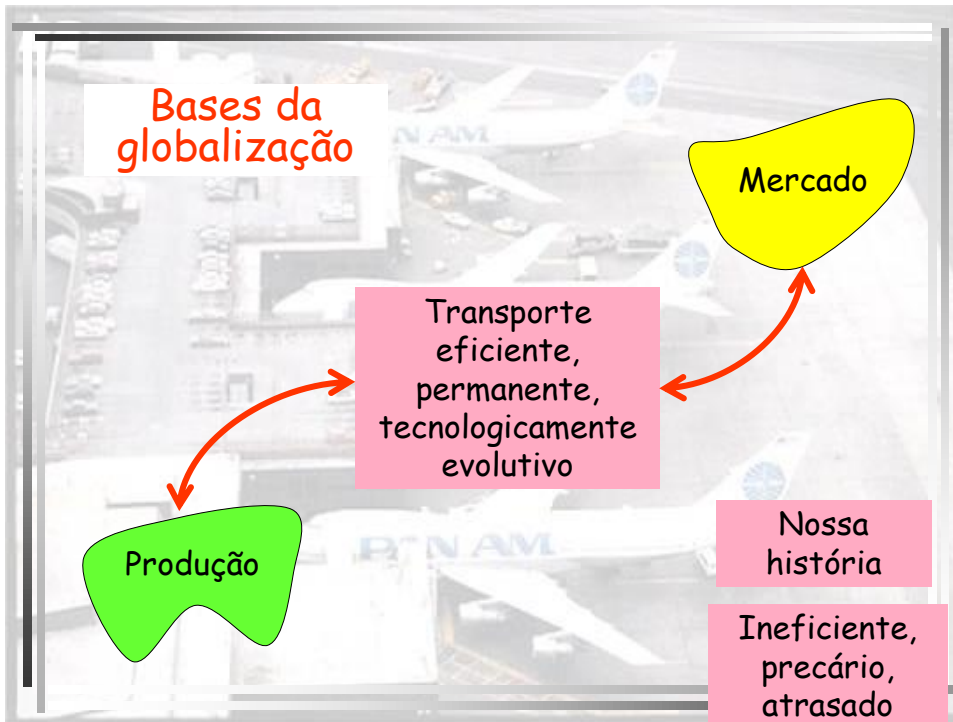 Bases da
globalização
PAN AM
Mercado
Transporte
eficiente,
permanente,
tecnologicamente
evolutivo
Produção
PAN AM
Nossa
história
Ineficiente,
precário,
atrasado